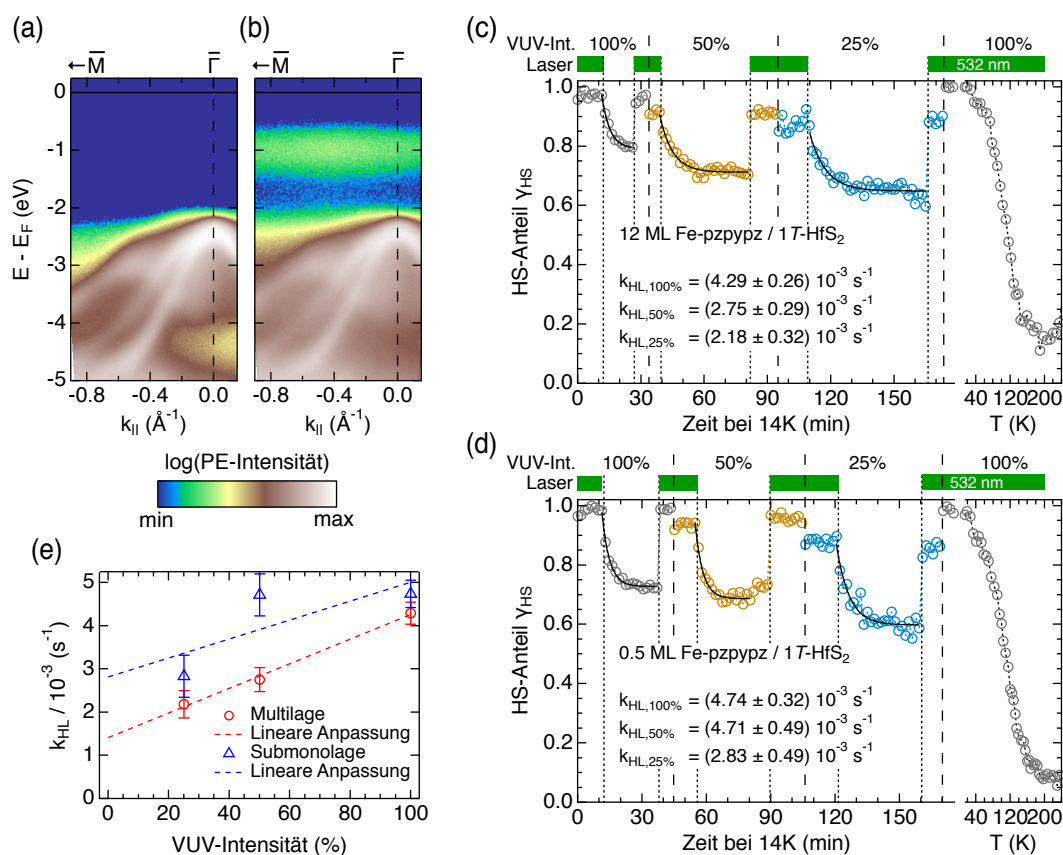 (a)
(b)
← M̅ Γ̅
← M̅ Γ̅
0
-1
-2
-3
-4
-5
E - E_F (eV)
-0.8 -0.4 0.0
-0.8 -0.4 0.0
k_|| (Å⁻¹)
k_|| (Å⁻¹)
log(PE-Intensität)
min max
(c)
VUV-Int. 100% 50% 25% 100%
Laser 532 nm
1.0
0.8
0.6
0.4
0.2
0.0
HS-Anteil γ_HS
12 ML Fe-pzpypz / 1T-HfS₂
k_HL,100% = (4.29 ± 0.26) 10⁻³ s⁻¹
k_HL,50% = (2.75 ± 0.29) 10⁻³ s⁻¹
k_HL,25% = (2.18 ± 0.32) 10⁻³ s⁻¹
0 30 60 90 120 150 40 120 200
Zeit bei 14K (min) T (K)
(d)
VUV-Int. 100% 50% 25% 100%
Laser 532 nm
1.0
0.8
0.6
0.4
0.2
0.0
HS-Anteil γ_HS
0.5 ML Fe-pzpypz / 1T-HfS₂
k_HL,100% = (4.74 ± 0.32) 10⁻³ s⁻¹
k_HL,50% = (4.71 ± 0.49) 10⁻³ s⁻¹
k_HL,25% = (2.83 ± 0.49) 10⁻³ s⁻¹
0 40 80 120 160 40 120 200
Zeit bei 14K (min) T (K)
(e)
5
4
3
2
1
0
k_HL / 10⁻³ (s⁻¹)
Multilage
Lineare Anpassung
Submonolage
Lineare Anpassung
0 20 40 60 80 100
VUV-Intensität (%)